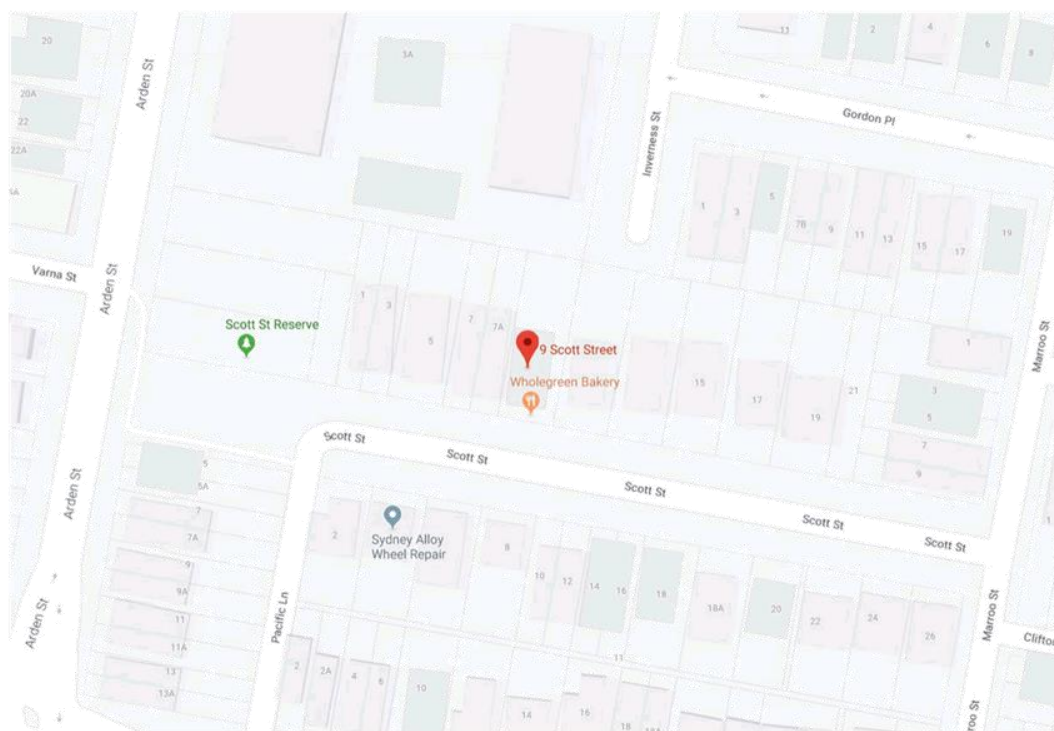 20
Arden St
5A
13
2
4
6
8
20A
22
22A
6A
Inverness St
Gordon Pl
1
3
5
7B
9
11
13
15
17
19
Varna St
Arden St
Scott St Reserve
1
3
5
7
7A
9 Scott Street
Wholegreen Bakery
15
17
19
21
1
3
5
7
9
Marroo St
Scott St
Scott St
Scott St
Scott St
Scott St
Arden St
5
5A
7
7A
9
9A
11
11A
13
13A
2
Sydney Alloy
Wheel Repair
8
10
12
14
16
18
18A
20
22
24
26
Marroo St
Clifton
Arden St
Pacific Ln
2
2A
4
6
10
11
14
16
18
roo St